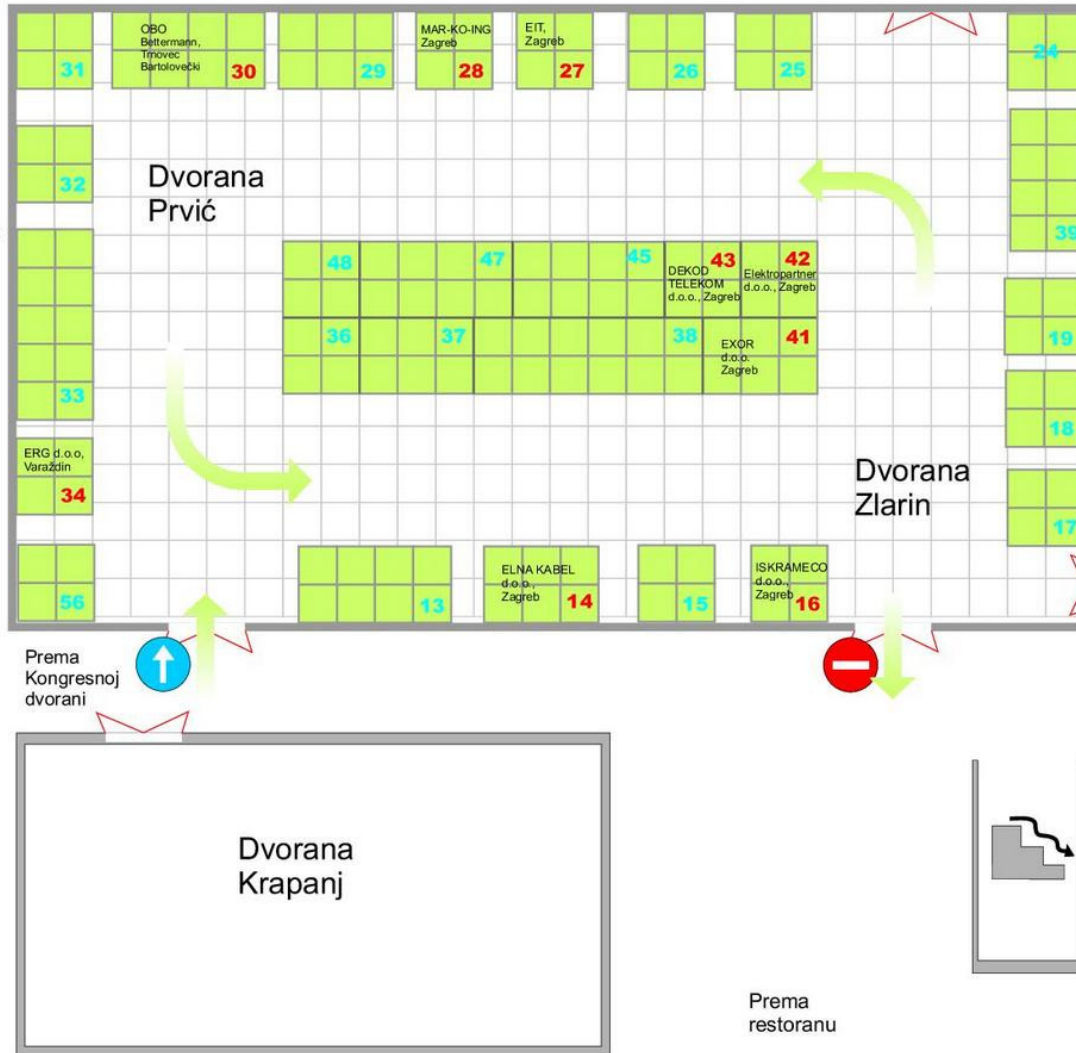 OBO
Bettermann,
Trnovec
Bartolovečki
30
31
29
MAR-KO-ING
Zagreb
28
EIT,
Zagreb
27
26
25
24
32
Dvorana
Prvić
39
48
47
45
DEKOD
TELEKOM
d.o.o., Zagreb
43
Elektropartner
d.o.o., Zagreb
42
36
37
38
EXOR
d.o.o.
Zagreb
41
19
33
18
ERG d.o.o,
Varaždin
34
Dvorana
Zlarin
17
56
13
ELNA KABEL
d.o.o.,
Zagreb
14
15
ISKRAMECO
d.o.o.,
Zagreb
16
Prema
Kongresnoj
dvorani
Dvorana
Krapanj
Prema
restoranu